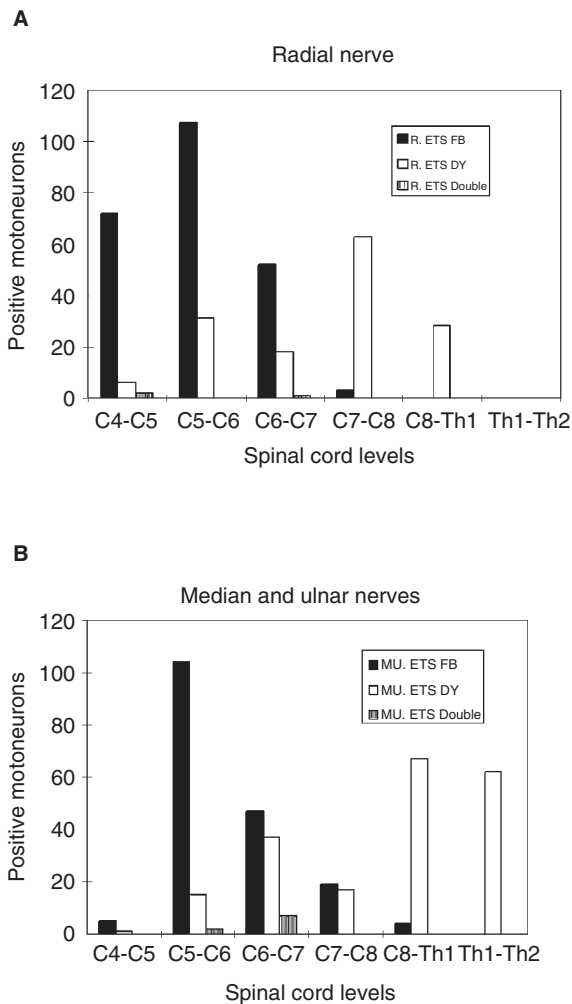 A
Radial nerve
120
100
80
60
40
20
0
Positive motoneurons
R. ETS FB
R. ETS DY
R. ETS Double
C4-C5 C5-C6 C6-C7 C7-C8 C8-Th1 Th1-Th2
Spinal cord levels
B
Median and ulnar nerves
120
100
80
60
40
20
0
Positive motoneurons
MU. ETS FB
MU. ETS DY
MU. ETS Double
C4-C5 C5-C6 C6-C7 C7-C8 C8-Th1 Th1-Th2
Spinal cord levels